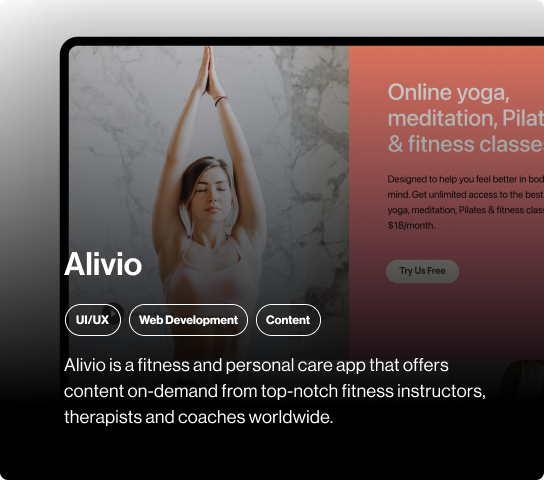 Online yoga,
meditation, Pilat
& fitness classe
Designed to help you feel better in bod
mind. Get unlimited access to the best
yoga, meditation, Pilates & fitness clas
$18/month.
Try Us Free
Alivio
UI/UX
Web Development
Content
Alivio is a fitness and personal care app that offers
content on-demand from top-notch fitness instructors,
therapists and coaches worldwide.